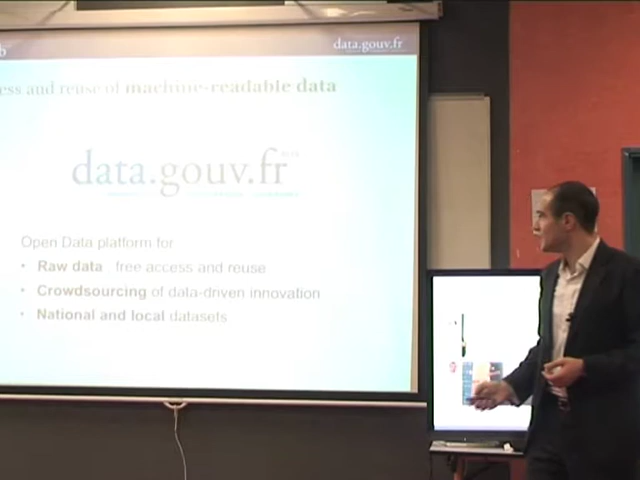 b data.gouv.fr
ess and reuse of machine-readable data
data.gouv.fr
Open Data platform for
• Raw data free access and reuse
• Crowdsourcing of data-driven innovation
• National and local datasets